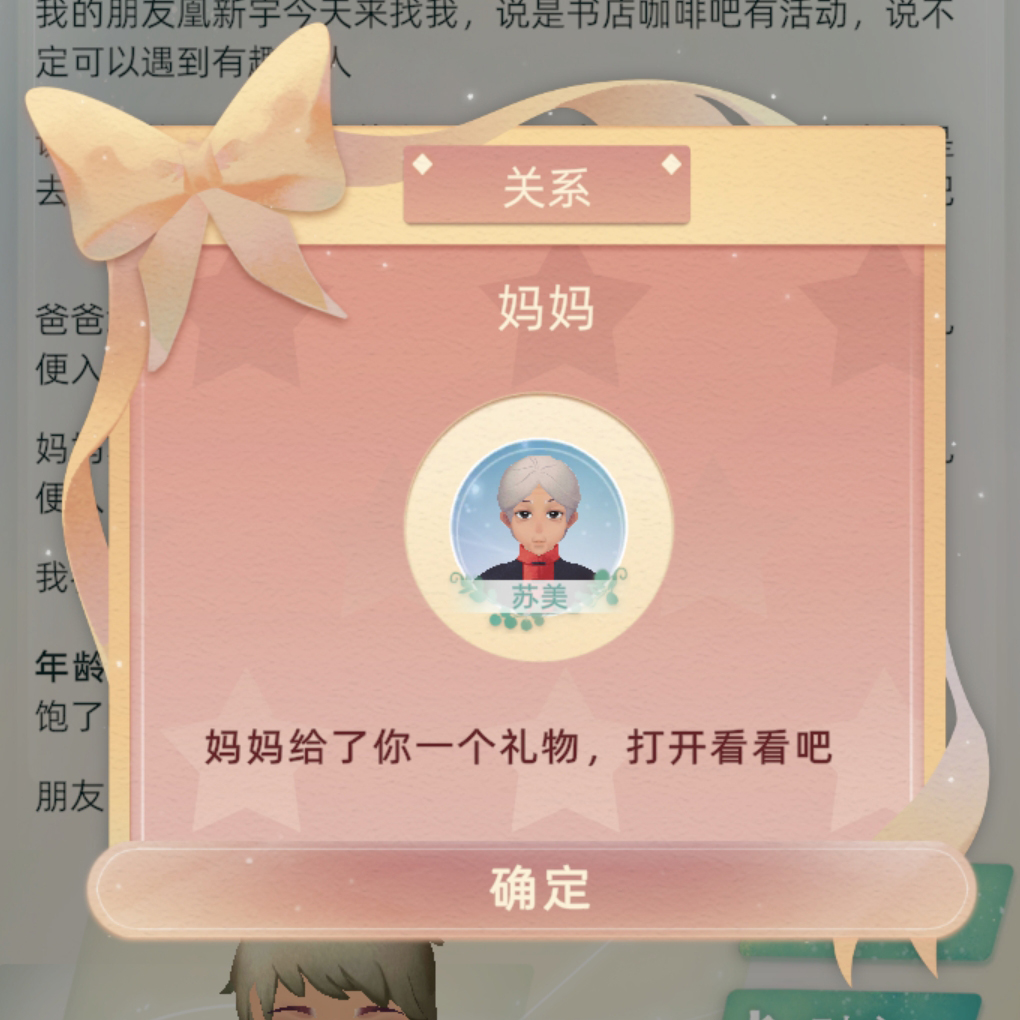 我的朋友凰新宇今天来找我，说是书店咖啡吧有活动，说不
定可以遇到有趣 人
关系
去
妈妈
爸爸
便入
妈妈
便入
苏美
我
年龄
饱了
妈妈给了你一个礼物，打开看看吧
朋友
确定